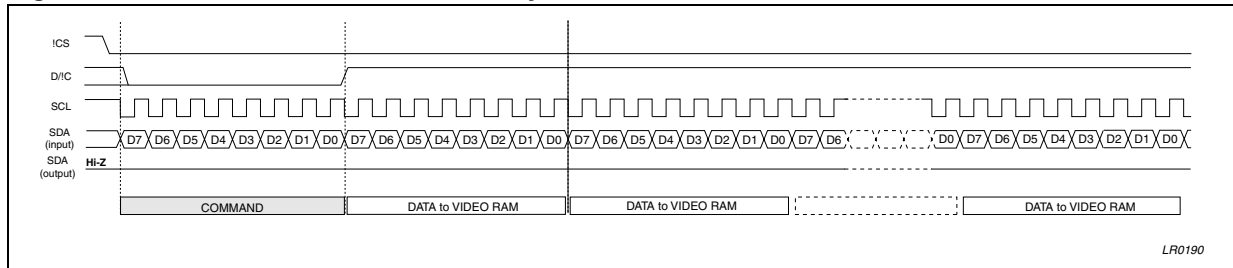 !CS
D/!C
SCL
SDA (input) D7 D6 D5 D4 D3 D2 D1 D0 D7 D6 D5 D4 D3 D2 D1 D0 D7 D6 D5 D4 D3 D2 D1 D0 D7 D6 D0 D7 D6 D5 D4 D3 D2 D1 D0
SDA (output) Hi-Z
COMMAND DATA to VIDEO RAM DATA to VIDEO RAM DATA to VIDEO RAM
LR0190